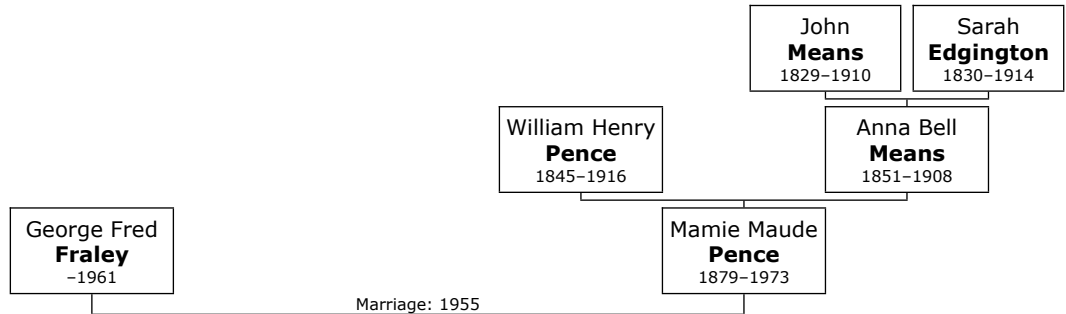 John
Means
1829–1910
Sarah
Edgington
1830–1914
William Henry
Pence
1845–1916
Anna Bell
Means
1851–1908
George Fred
Fraley
–1961
Mamie Maude
Pence
1879–1973
Marriage: 1955